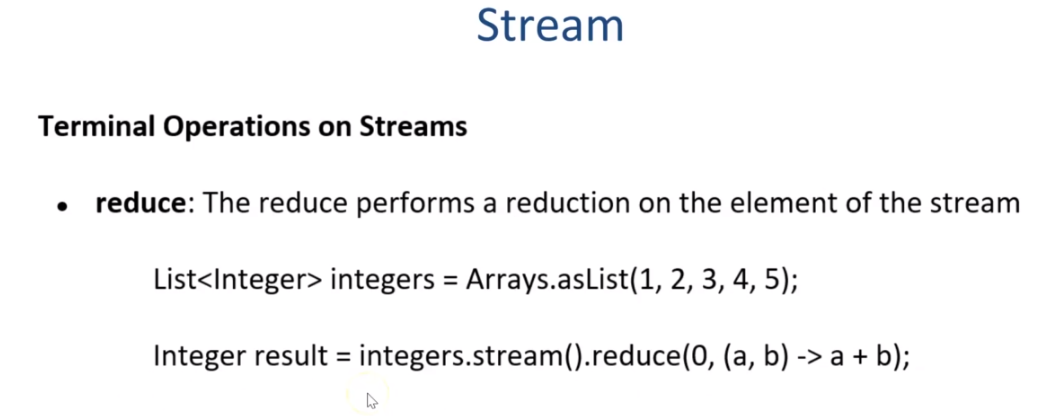 Stream
Terminal Operations on Streams
• reduce: The reduce performs a reduction on the element of the stream
List<Integer> integers = Arrays.asList(1, 2, 3, 4, 5);
Integer result = integers.stream().reduce(0, (a, b) -> a + b);